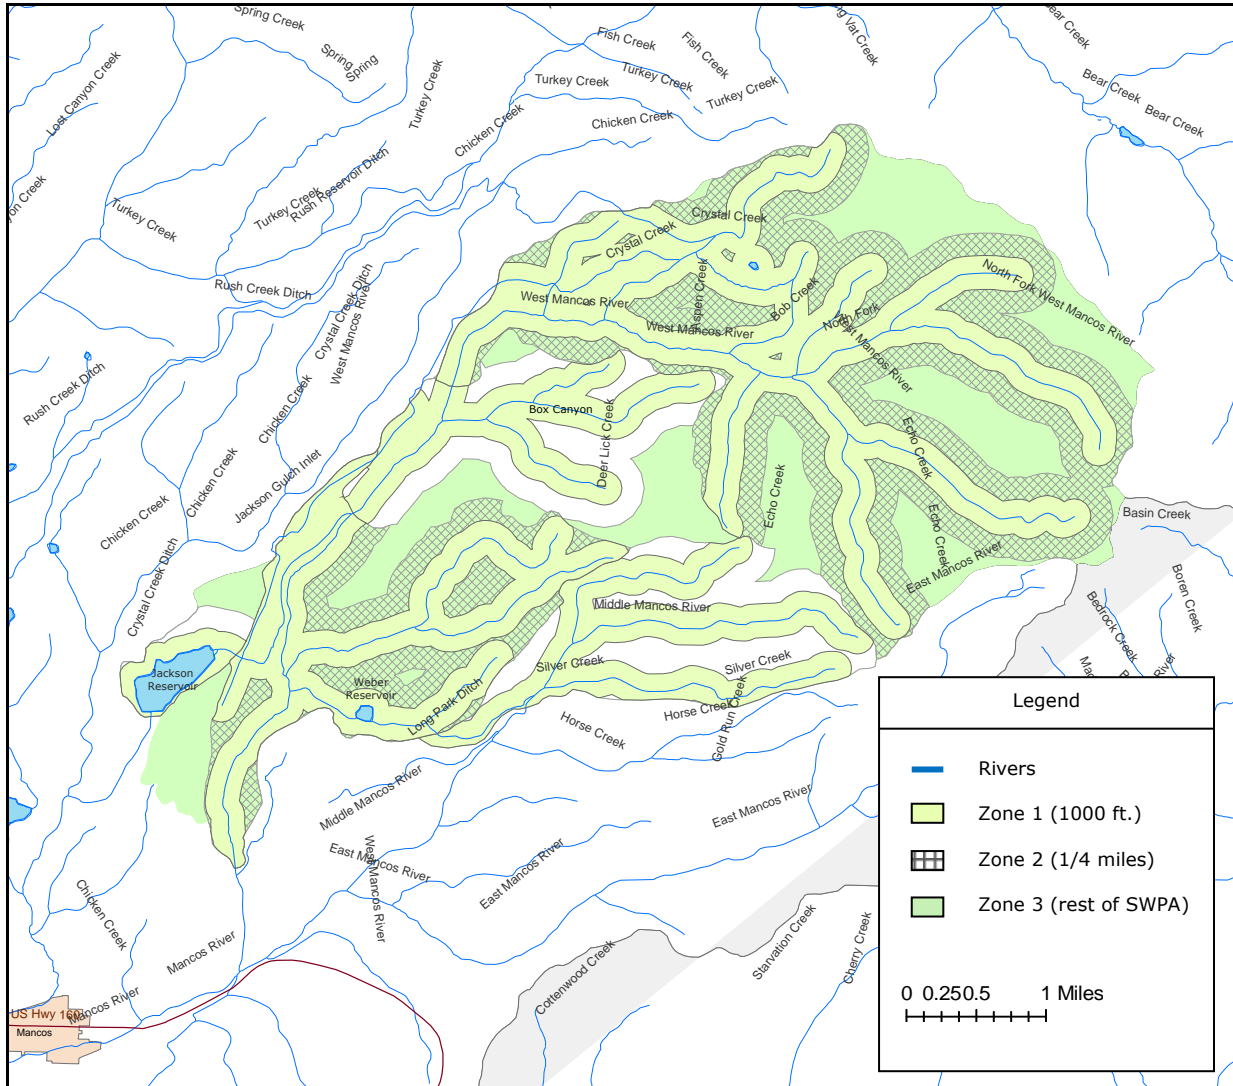 Spring Creek
Spring
Spring
Fish Creek
Fish Creek
Vat Creek
Bear Creek
Lost Canyon Creek
Turkey Creek
Turkey Creek
Turkey Creek
Turkey Creek
Bear Creek
Bear Creek
Chicken Creek
Chicken Creek
Rush Reservoir Ditch
Turkey Creek
Turkey Creek
yon Creek
Crystal Creek
Crystal Creek
Rush Creek Ditch
Crystal Creek Ditch
West Mancos River
West Mancos River
Aspen Creek
Bob Creek
North Fork West Mancos River
West Mancos River
North Fork
West Mancos River
Rush Creek Ditch
Chicken Creek
Box Canyon
Deer Lick Creek
Echo Creek
Chicken Creek
Jackson Gulch Inlet
Echo Creek
Echo Creek
Chicken Creek
Basin Creek
East Mancos River
Crystal Creek Ditch
Middle Mancos River
Boren Creek
Bedrock Creek
Silver Creek
Silver Creek
Jackson
Reservoir
Weber
Reservoir
Long Park Ditch
Horse Creek
Horse Creek
Gold Run Creek
River
Middle Mancos River
East Mancos River
East Mancos River
West Mancos River
East Mancos River
Chicken Creek
Mancos River
Starvation Creek
Cherry Creek
Cottenwood Creek
Mancos River
US Hwy 160
Mancos
Legend
Rivers
Zone 1 (1000 ft.)
Zone 2 (1/4 miles)
Zone 3 (rest of SWPA)
0 0.25 0.5 1 Miles